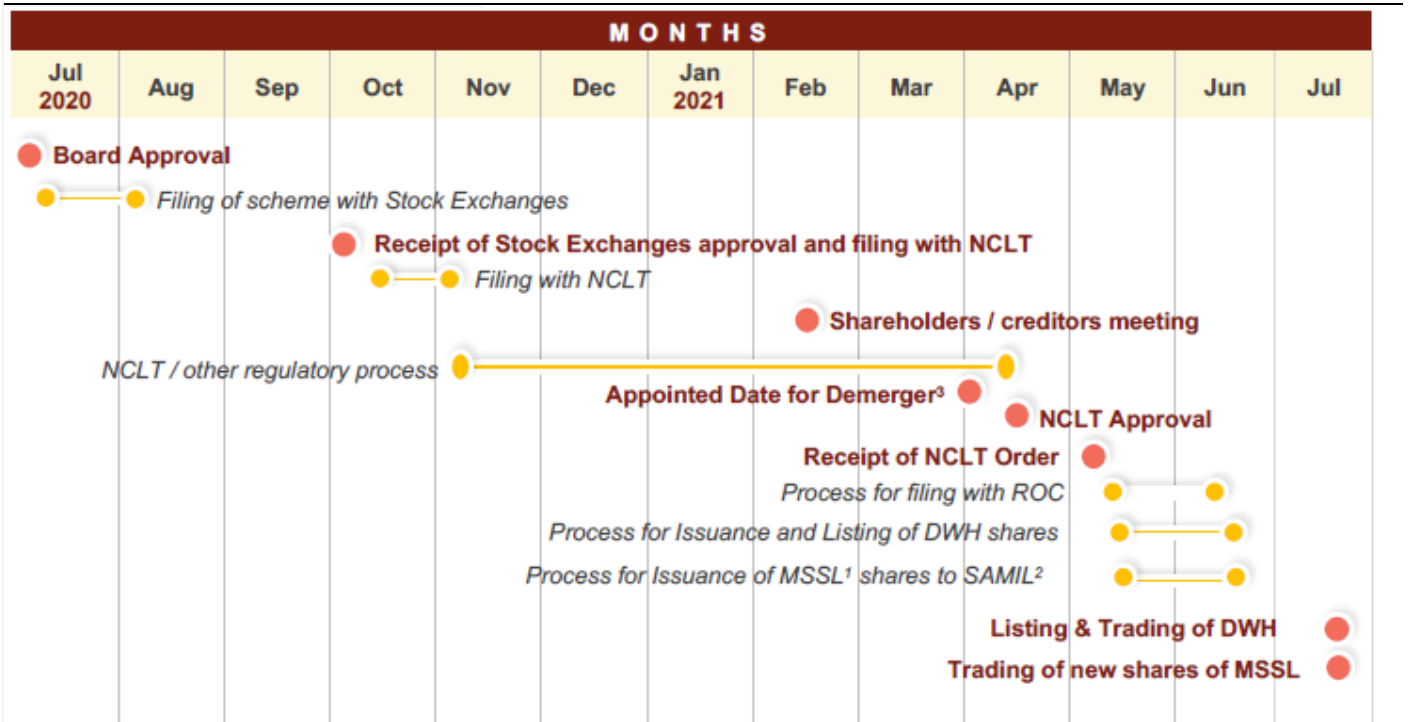 MONTHS
Jul 2020 Aug Sep Oct Nov Dec Jan 2021 Feb Mar Apr May Jun Jul
Board Approval
Filing of scheme with Stock Exchanges
Receipt of Stock Exchanges approval and filing with NCLT
Filing with NCLT
Shareholders / creditors meeting
NCLT / other regulatory process
Appointed Date for Demerger³
NCLT Approval
Receipt of NCLT Order
Process for filing with ROC
Process for Issuance and Listing of DWH shares
Process for Issuance of MSSL¹ shares to SAMIL²
Listing & Trading of DWH
Trading of new shares of MSSL